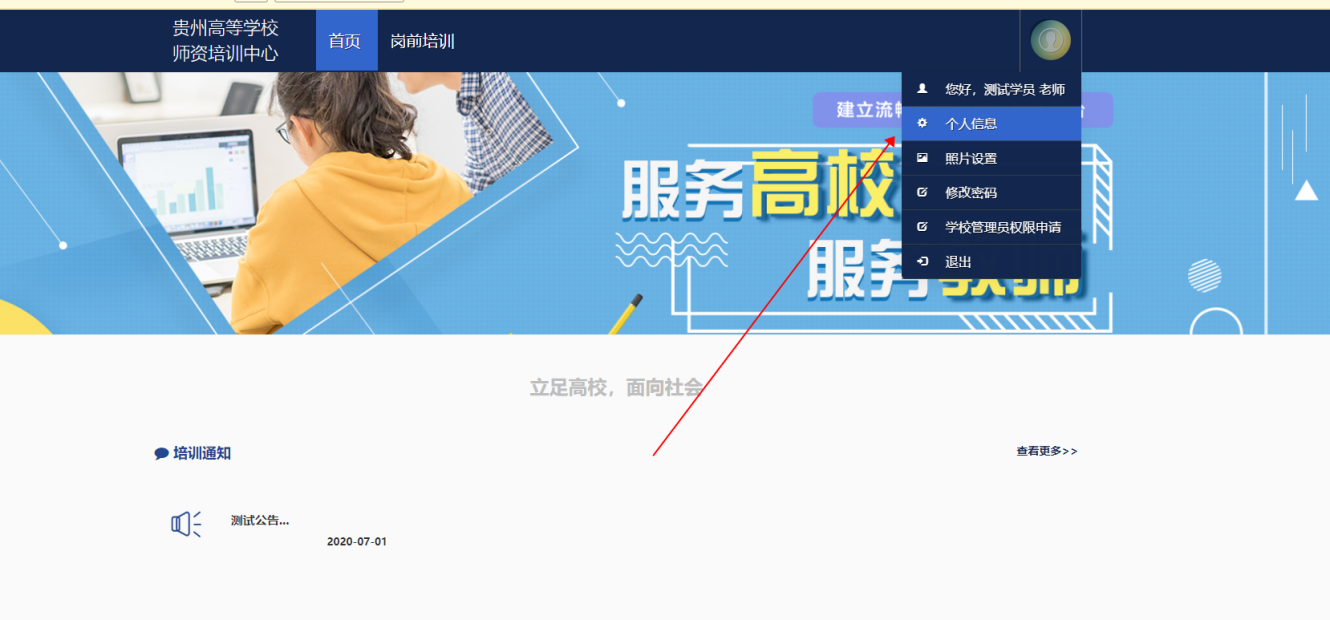 贵州高等学校
师资培训中心
首页
岗前培训
您好，测试学员 老师
个人信息
照片设置
修改密码
学校管理员权限申请
退出
建立流
服务高校
服务教师
立足高校，面向社会
培训通知
查看更多>>
测试公告...
2020-07-01